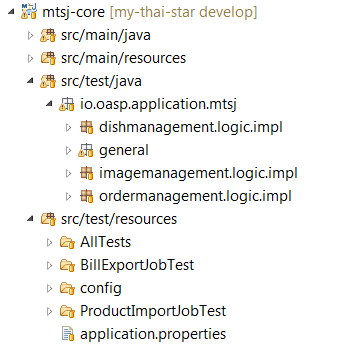 mtsj-core [my-thai-star develop]
src/main/java
src/main/resources
src/test/java
io.oasp.application.mtsj
dishmanagement.logic.impl
general
imagemanagement.logic.impl
ordermanagement.logic.impl
src/test/resources
AllTests
BillExportJobTest
config
ProductImportJobTest
application.properties